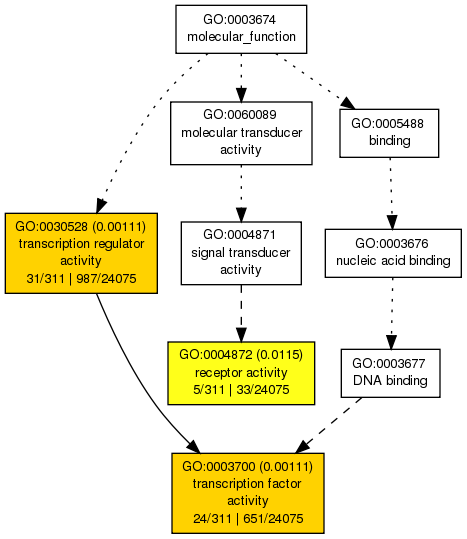 GO:0003674
molecular_function
GO:0060089
molecular transducer
activity
GO:0005488
binding
GO:0030528 (0.00111)
transcription regulator
activity
31/311 | 987/24075
GO:0004871
signal transducer
activity
GO:0003676
nucleic acid binding
GO:0004872 (0.0115)
receptor activity
5/311 | 33/24075
GO:0003677
DNA binding
GO:0003700 (0.00111)
transcription factor
activity
24/311 | 651/24075